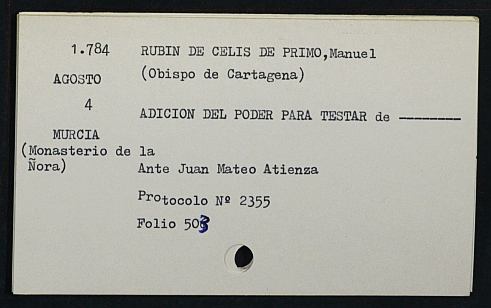 1.784 RUBIN DE CELIS DE PRIMO,Manuel
AGOSTO (Obispo de Cartagena)
4 ADICION DEL PODER PARA TESTAR de --------
MURCIA
(Monasterio de la
Ñora) Ante Juan Mateo Atienza
Protocolo Nº 2355
Folio 503